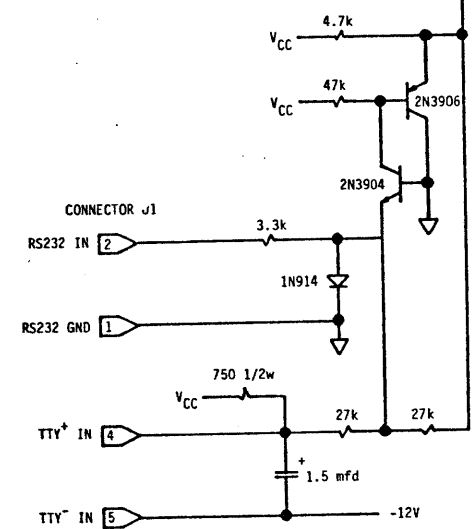 4.7k
VCC
47k
VCC
2N3906
2N3904
CONNECTOR J1
3.3k
RS232 IN 2
1N914
RS232 GND 1
750 1/2w
VCC
27k 27k
TTY+ IN 4
+
1.5 mfd
TTY- IN 5
-12V